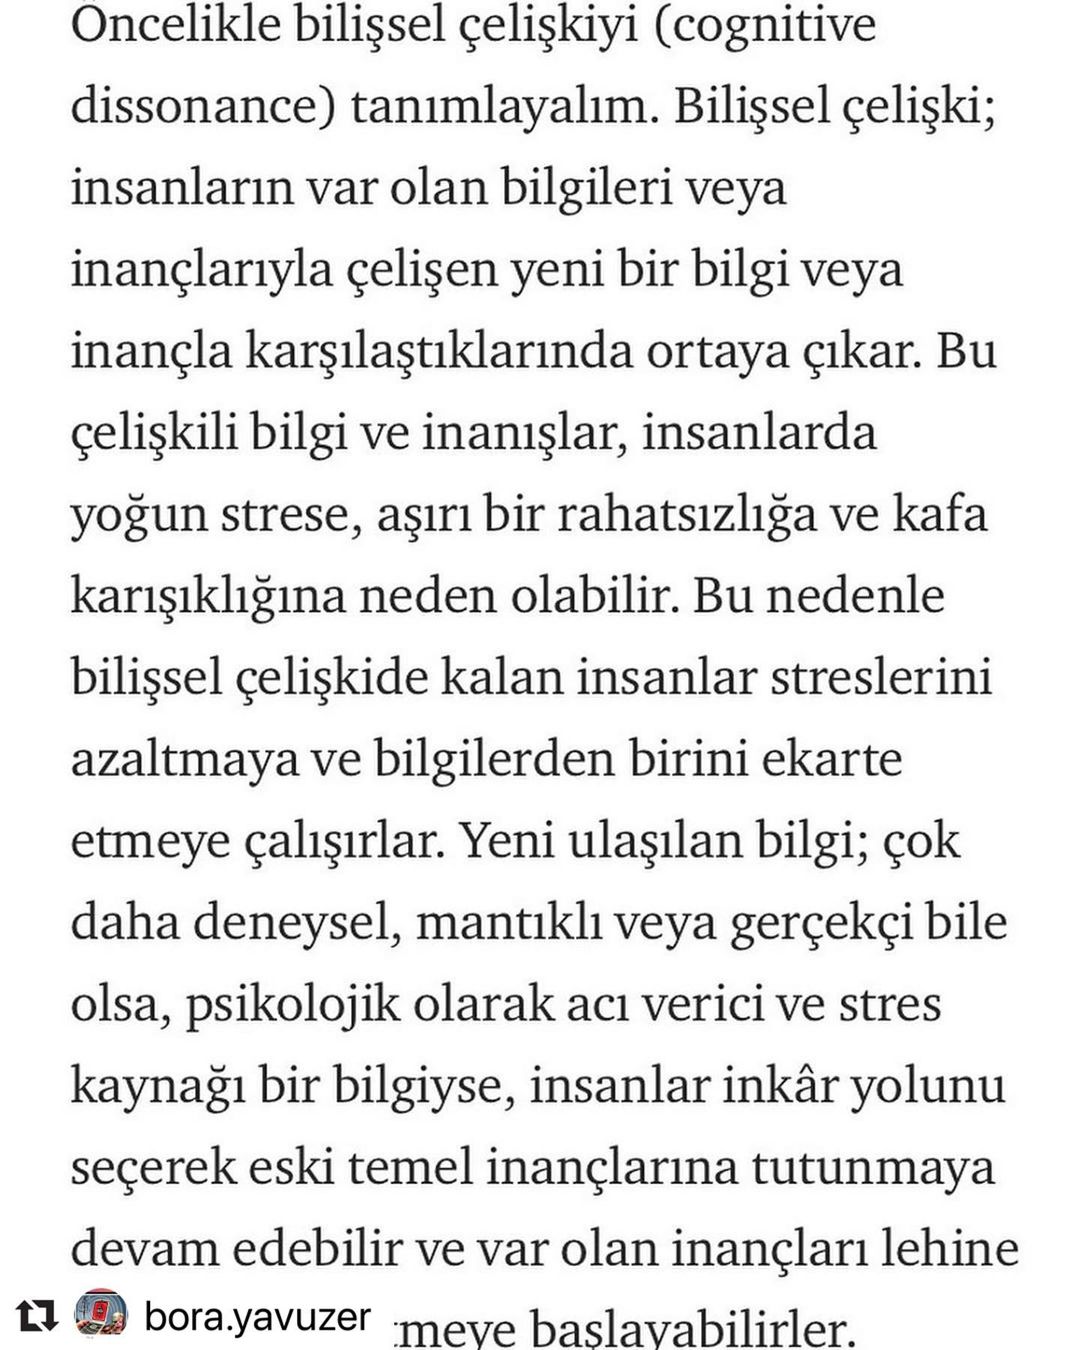 Öncelikle bilişsel çelişkiyi (cognitive
dissonance) tanımlayalım. Bilişsel çelişki;
insanların var olan bilgileri veya
inançlarıyla çelişen yeni bir bilgi veya
inançla karşılaştıklarında ortaya çıkar. Bu
çelişkili bilgi ve inanışlar, insanlarda
yoğun strese, aşırı bir rahatsızlığa ve kafa
karışıklığına neden olabilir. Bu nedenle
bilişsel çelişkide kalan insanlar streslerini
azaltmaya ve bilgilerden birini ekarte
etmeye çalışırlar. Yeni ulaşılan bilgi; çok
daha deneysel, mantıklı veya gerçekçi bile
olsa, psikolojik olarak acı verici ve stres
kaynağı bir bilgiyse, insanlar inkâr yolunu
seçerek eski temel inançlarına tutunmaya
devam edebilir ve var olan inançları lehine
bora.yavuzer
başlayabilirler.